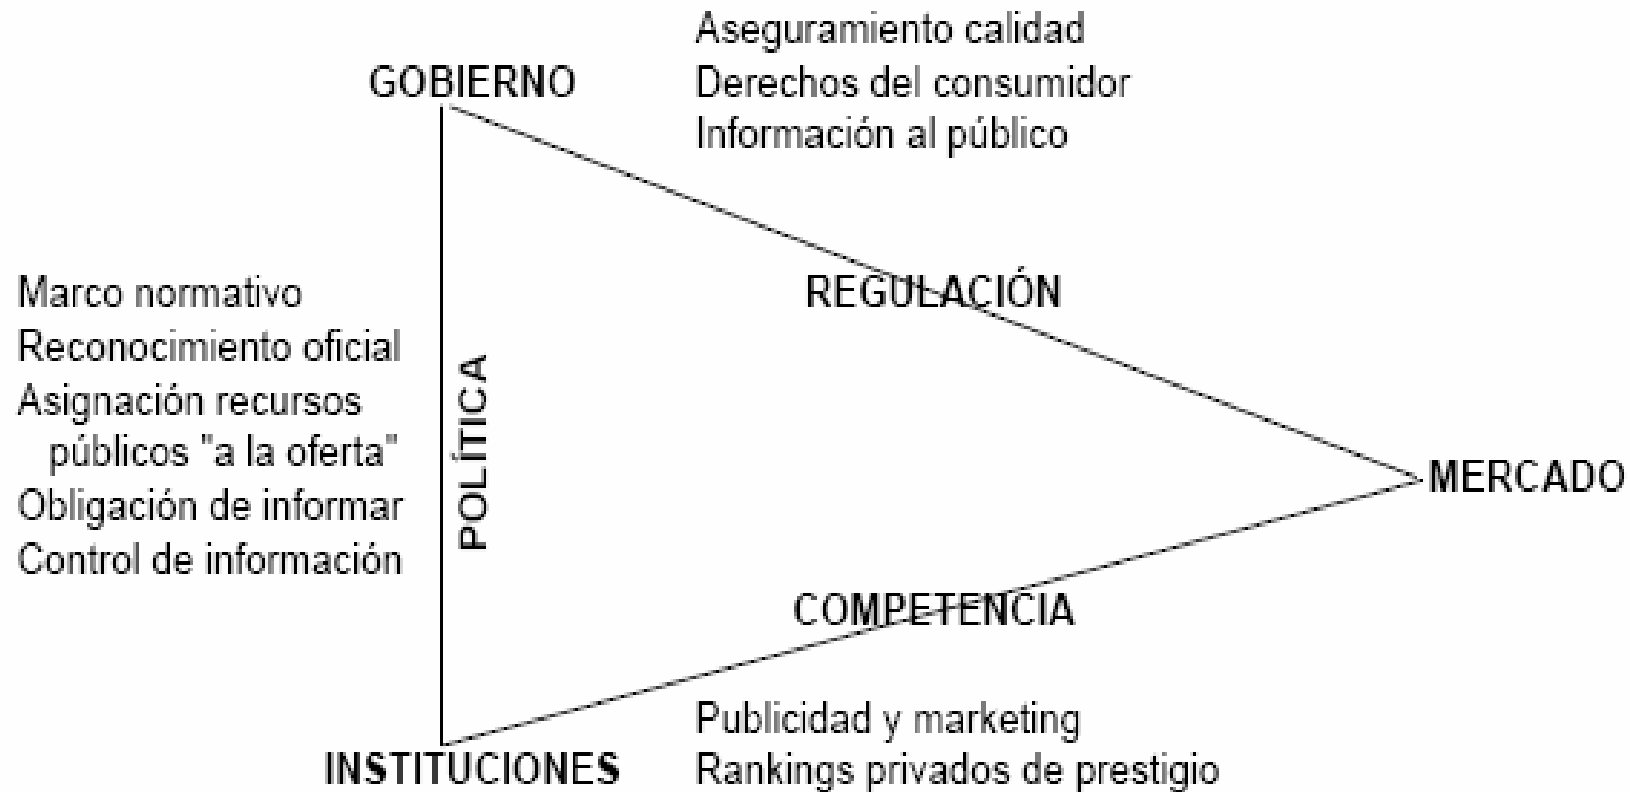 Aseguramiento calidad
GOBIERNO
Derechos del consumidor
Información al público
REGULACIÓN
Marco normativo
Reconocimiento oficial
Asignación recursos
públicos "a la oferta"
Obligación de informar
Control de información
POLÍTICA
MERCADO
COMPETENCIA
Publicidad y marketing
INSTITUCIONES
Rankings privados de prestigio